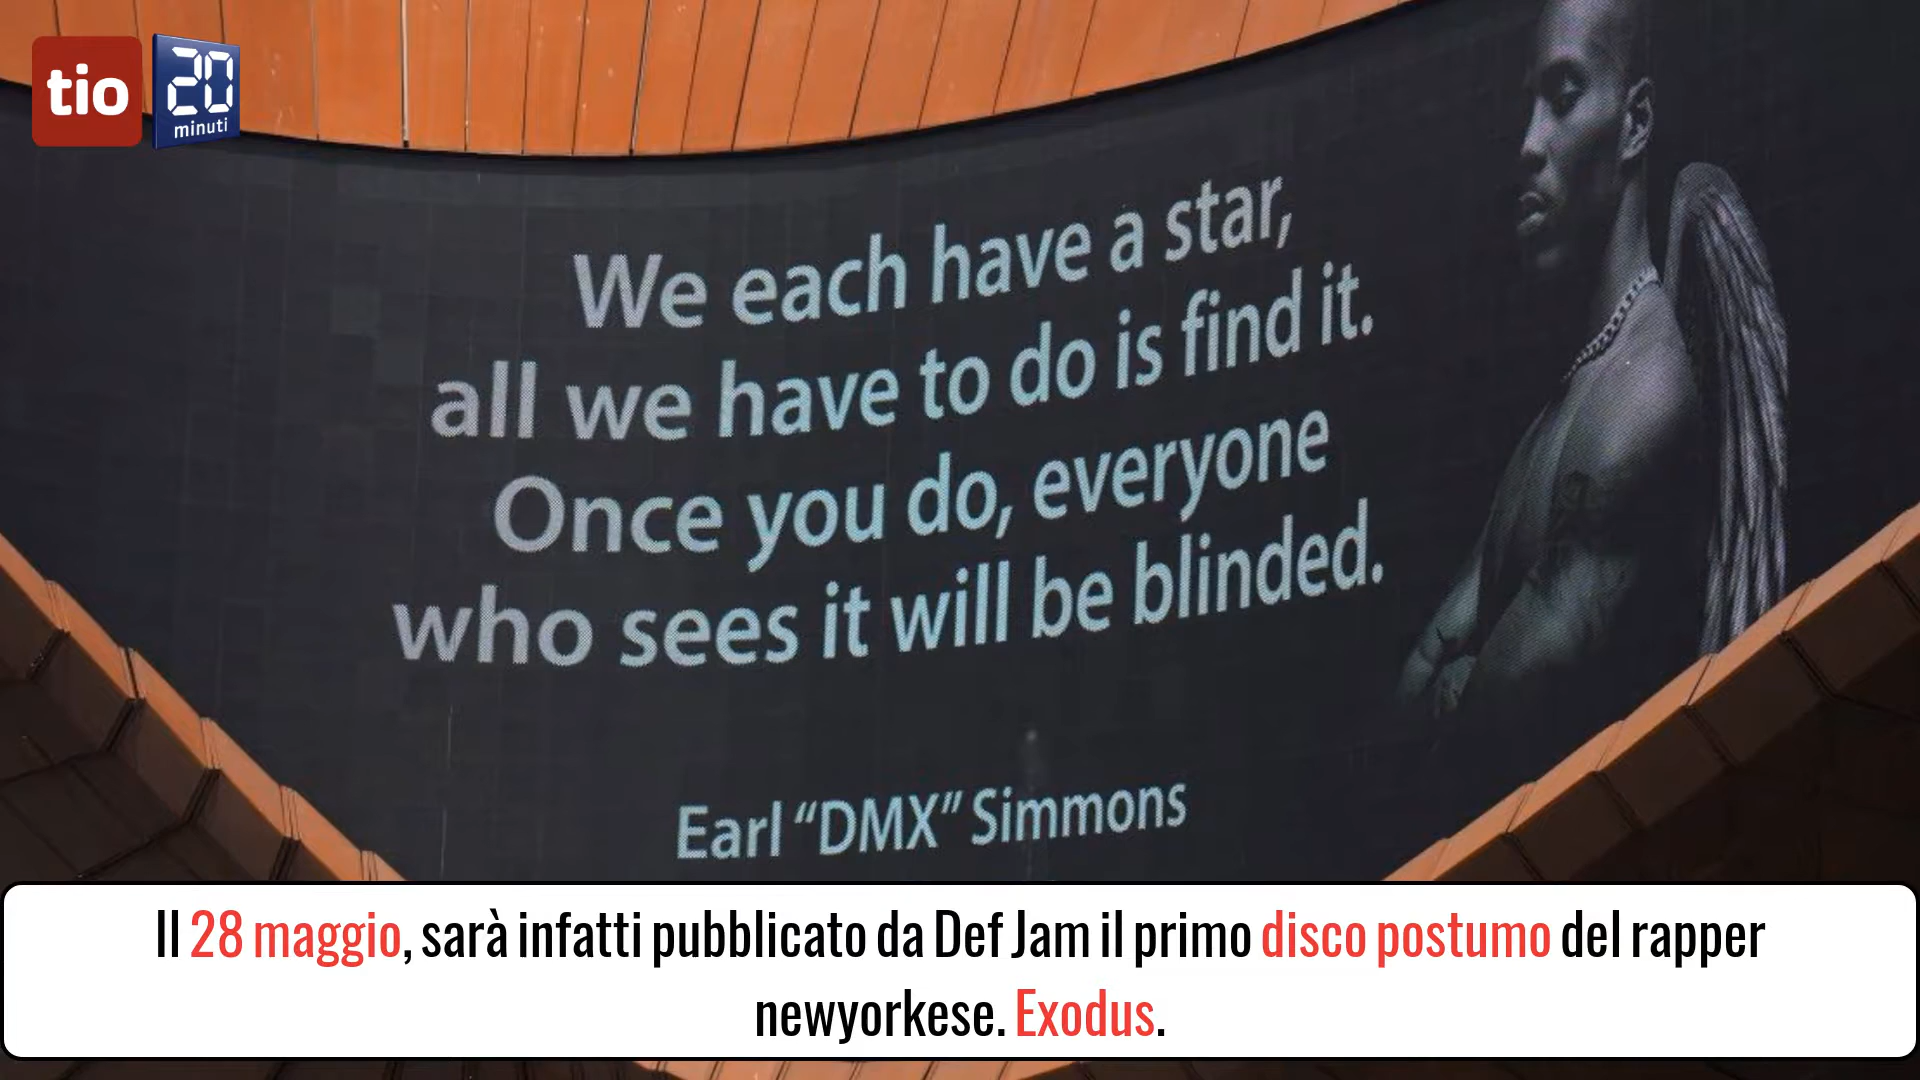 tio
20
minuti
We each have a star,
all we have to do is find it.
Once you do, everyone
who sees it will be blinded.
Earl “DMX” Simmons
Il 28 maggio, sarà infatti pubblicato da Def Jam il primo disco postumo del rapper
newyorkese. Exodus.